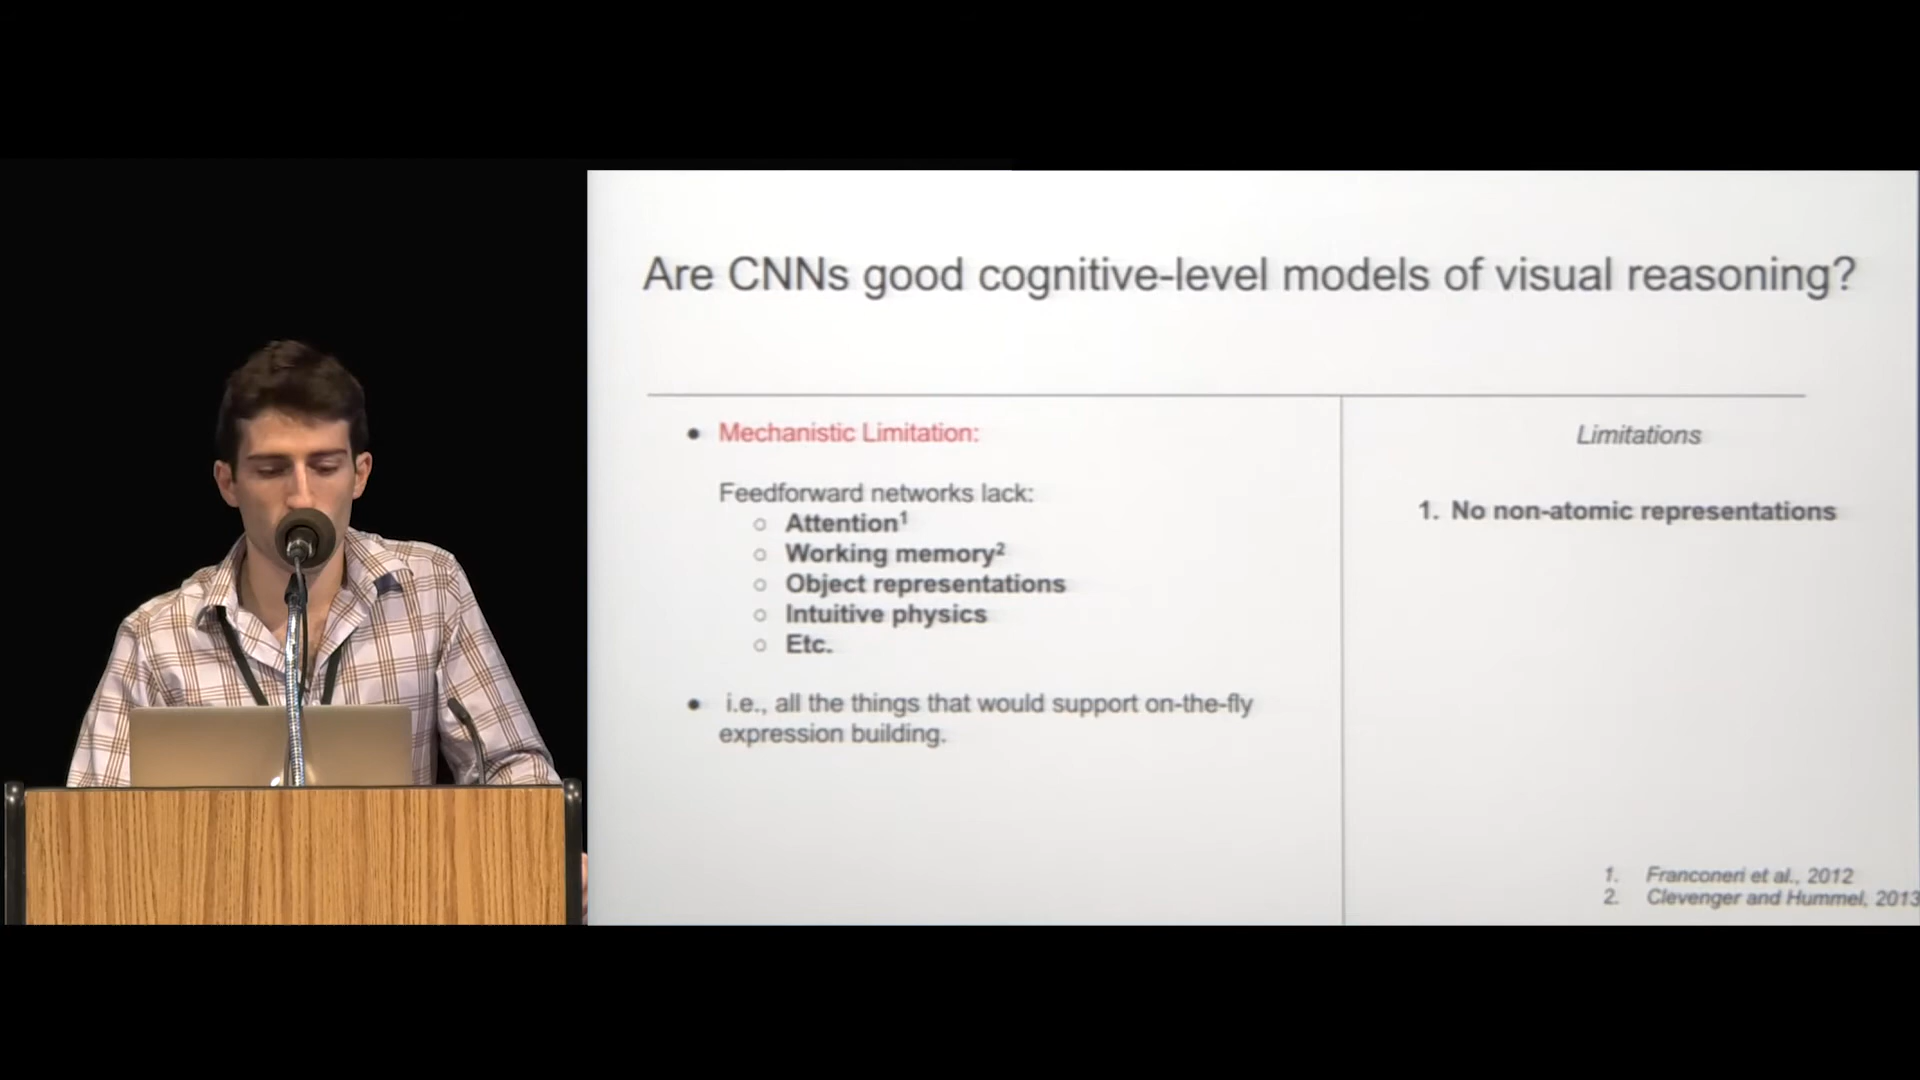 Are CNNs good cognitive-level models of visual reasoning?
● Mechanistic Limitation:
Feedforward networks lack:
○ Attention¹
○ Working memory²
○ Object representations
○ Intuitive physics
○ Etc.
● i.e., all the things that would support on-the-fly
expression building.
Limitations
1. No non-atomic representations
1. Franconeri et al., 2012
2. Clevenger and Hummel, 2013